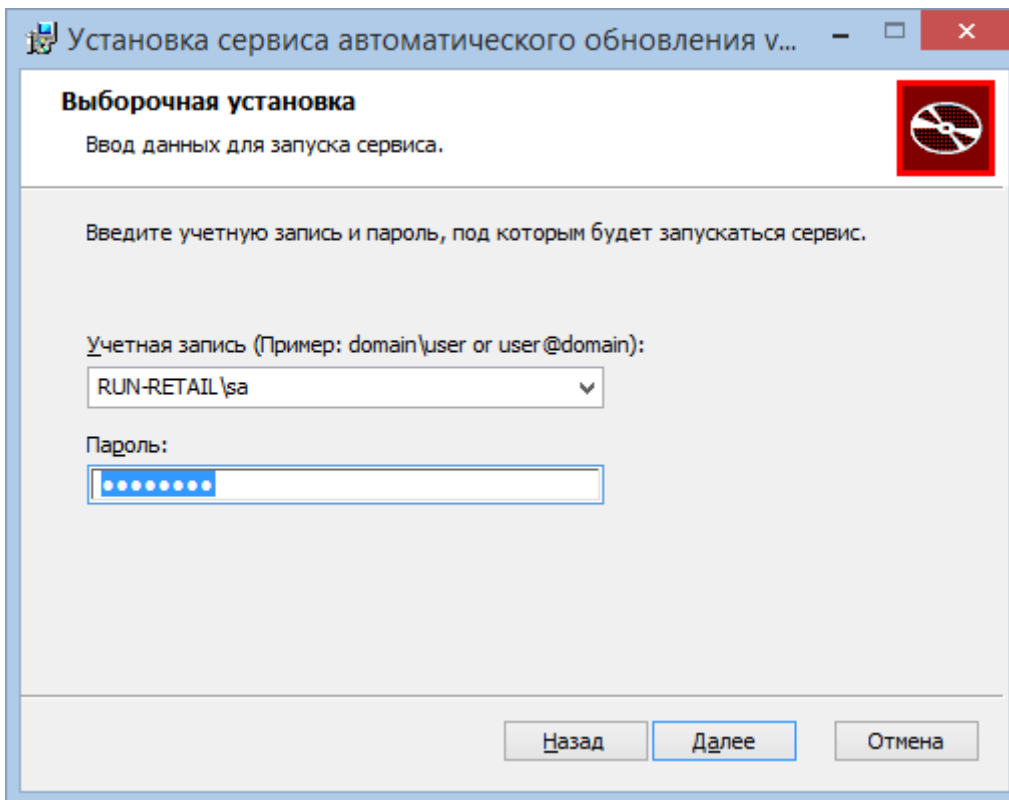 Установка сервиса автоматического обновления v...
Выборочная установка
Ввод данных для запуска сервиса.
Введите учетную запись и пароль, под которым будет запускаться сервис.
Учетная запись (Пример: domain\user or user@domain):
RUN-RETAIL\sa
Пароль:
●●●●●●●●
Назад Далее Отмена